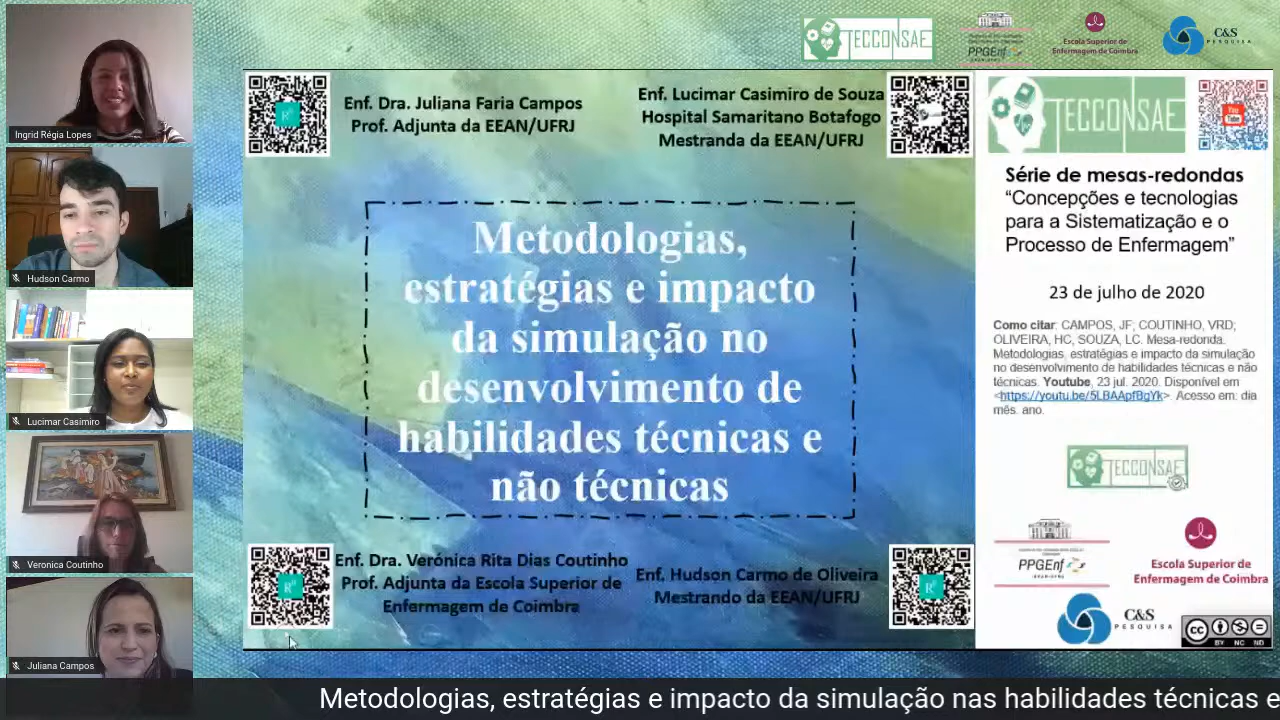 Ingrid Régia Lopes
Hudson Carmo
Lucimar Casimiro
Veronica Coutinho
Juliana Campos
TECCONSAE
PPGEnf
Escola Superior de
Enfermagem de Coimbra
C&S
PESQUISA
Enf. Dra. Juliana Faria Campos
Prof. Adjunta da EEAN/UFRJ
Enf. Lucimar Casimiro de Souza
Hospital Samaritano Botafogo
Mestranda da EEAN/UFRJ
Metodologias,
estratégias e impacto
da simulação no
desenvolvimento de
habilidades técnicas e
não técnicas
Enf. Dra. Verónica Rita Dias Coutinho
Prof. Adjunta da Escola Superior de
Enfermagem de Coimbra
Enf. Hudson Carmo de Oliveira
Mestrando da EEAN/UFRJ
TECCONSAE
You
Tube
Série de mesas-redondas
“Concepções e tecnologias
para a Sistematização e o
Processo de Enfermagem”
23 de julho de 2020
Como citar: CAMPOS, JF; COUTINHO, VRD;
OLIVEIRA, HC, SOUZA, LC. Mesa-redonda.
Metodologias, estratégias e impacto da simulação
no desenvolvimento de habilidades técnicas e não
técnicas. Youtube, 23 jul. 2020. Disponível em
<https://youtu.be/5LBAApfBgYk>. Acesso em: dia
mês. ano.
TECCONSAE
PPGEnf
Escola Superior de
Enfermagem de Coimbra
C&S
PESQUISA
CC
BY NC ND
Metodologias, estratégias e impacto da simulação nas habilidades técnicas e